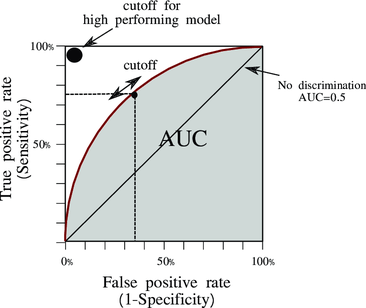 cutoff for
high performing model
100%
cutoff
No discrimination
AUC=0.5
True positive rate
(Sensitivity)
50%
AUC
0%
50%
100%
False positive rate
(1-Specificity)